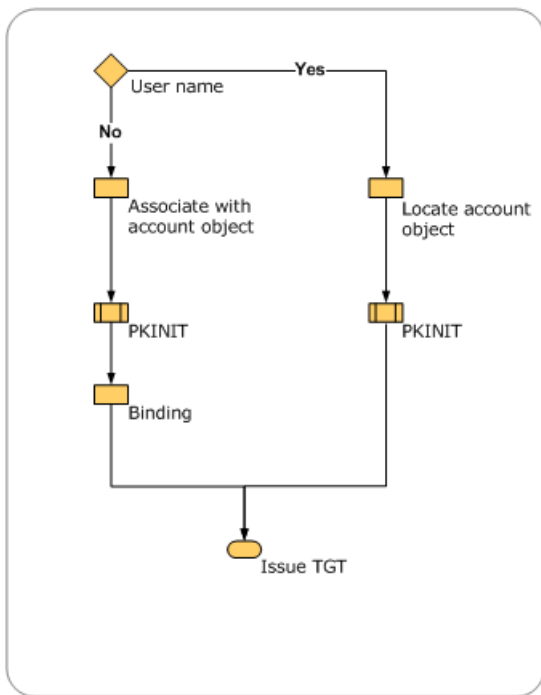 User name
Yes
No
Associate with
account object
Locate account
object
PKINIT
PKINIT
Binding
Issue TGT